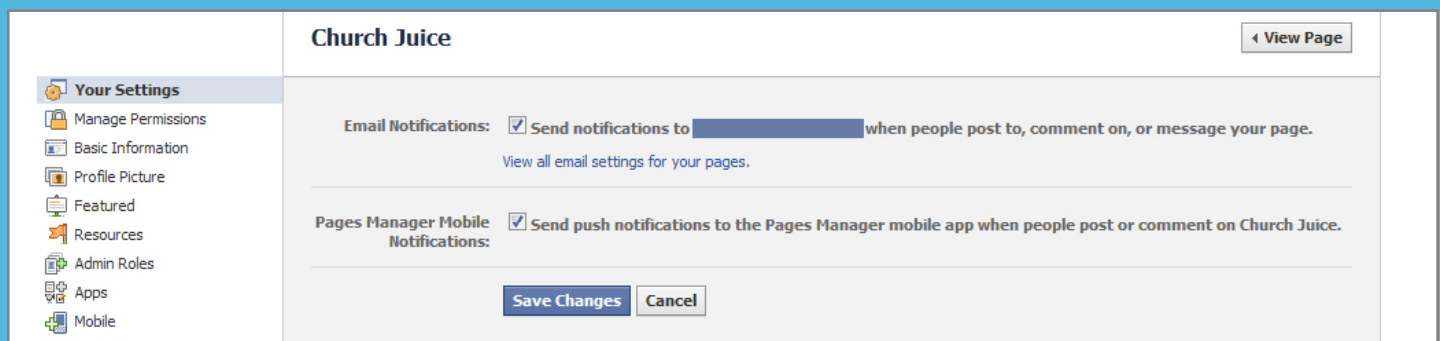 Church Juice
View Page
Your Settings
Manage Permissions
Basic Information
Profile Picture
Featured
Resources
Admin Roles
Apps
Mobile
Email Notifications:
Send notifications to when people post to, comment on, or message your page.
View all email settings for your pages.
Pages Manager Mobile
Notifications:
Send push notifications to the Pages Manager mobile app when people post or comment on Church Juice.
Save Changes
Cancel